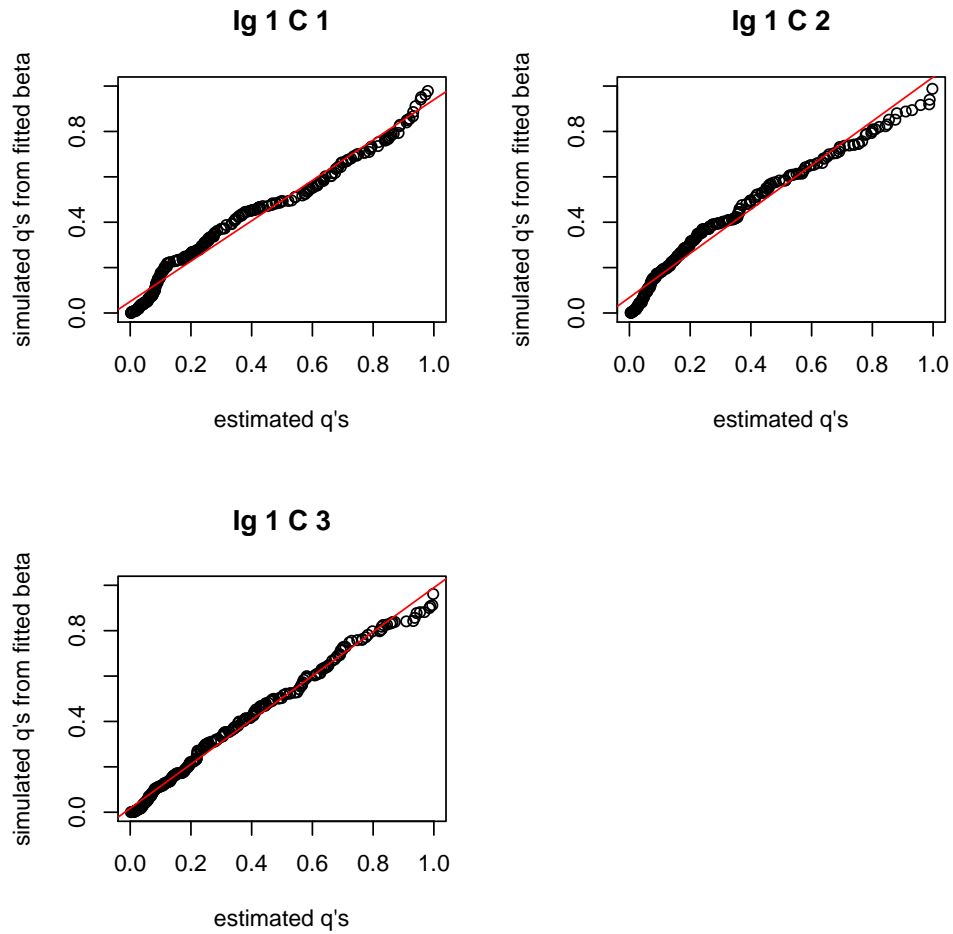 Ig 1 C 1
simulated q's from fitted beta
0.8
0.4
0.0
0.0 0.2 0.4 0.6 0.8 1.0
estimated q's
Ig 1 C 2
simulated q's from fitted beta
0.8
0.4
0.0
0.0 0.2 0.4 0.6 0.8 1.0
estimated q's
Ig 1 C 3
simulated q's from fitted beta
0.8
0.4
0.0
0.0 0.2 0.4 0.6 0.8 1.0
estimated q's